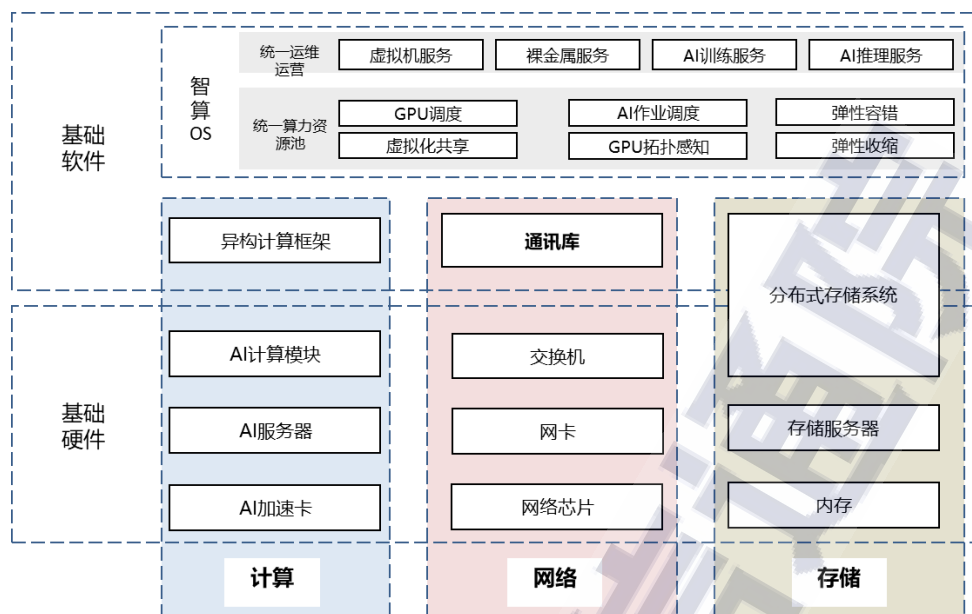 统一运维
运营
虚拟机服务
裸金属服务
AI训练服务
AI推理服务
智
算
OS
统一算力资
源池
GPU调度
AI作业调度
弹性容错
虚拟化共享
GPU拓扑感知
弹性收缩
基础
软件
异构计算框架
通讯库
分布式存储系统
基础
硬件
AI计算模块
交换机
AI服务器
网卡
存储服务器
AI加速卡
网络芯片
内存
计算
网络
存储